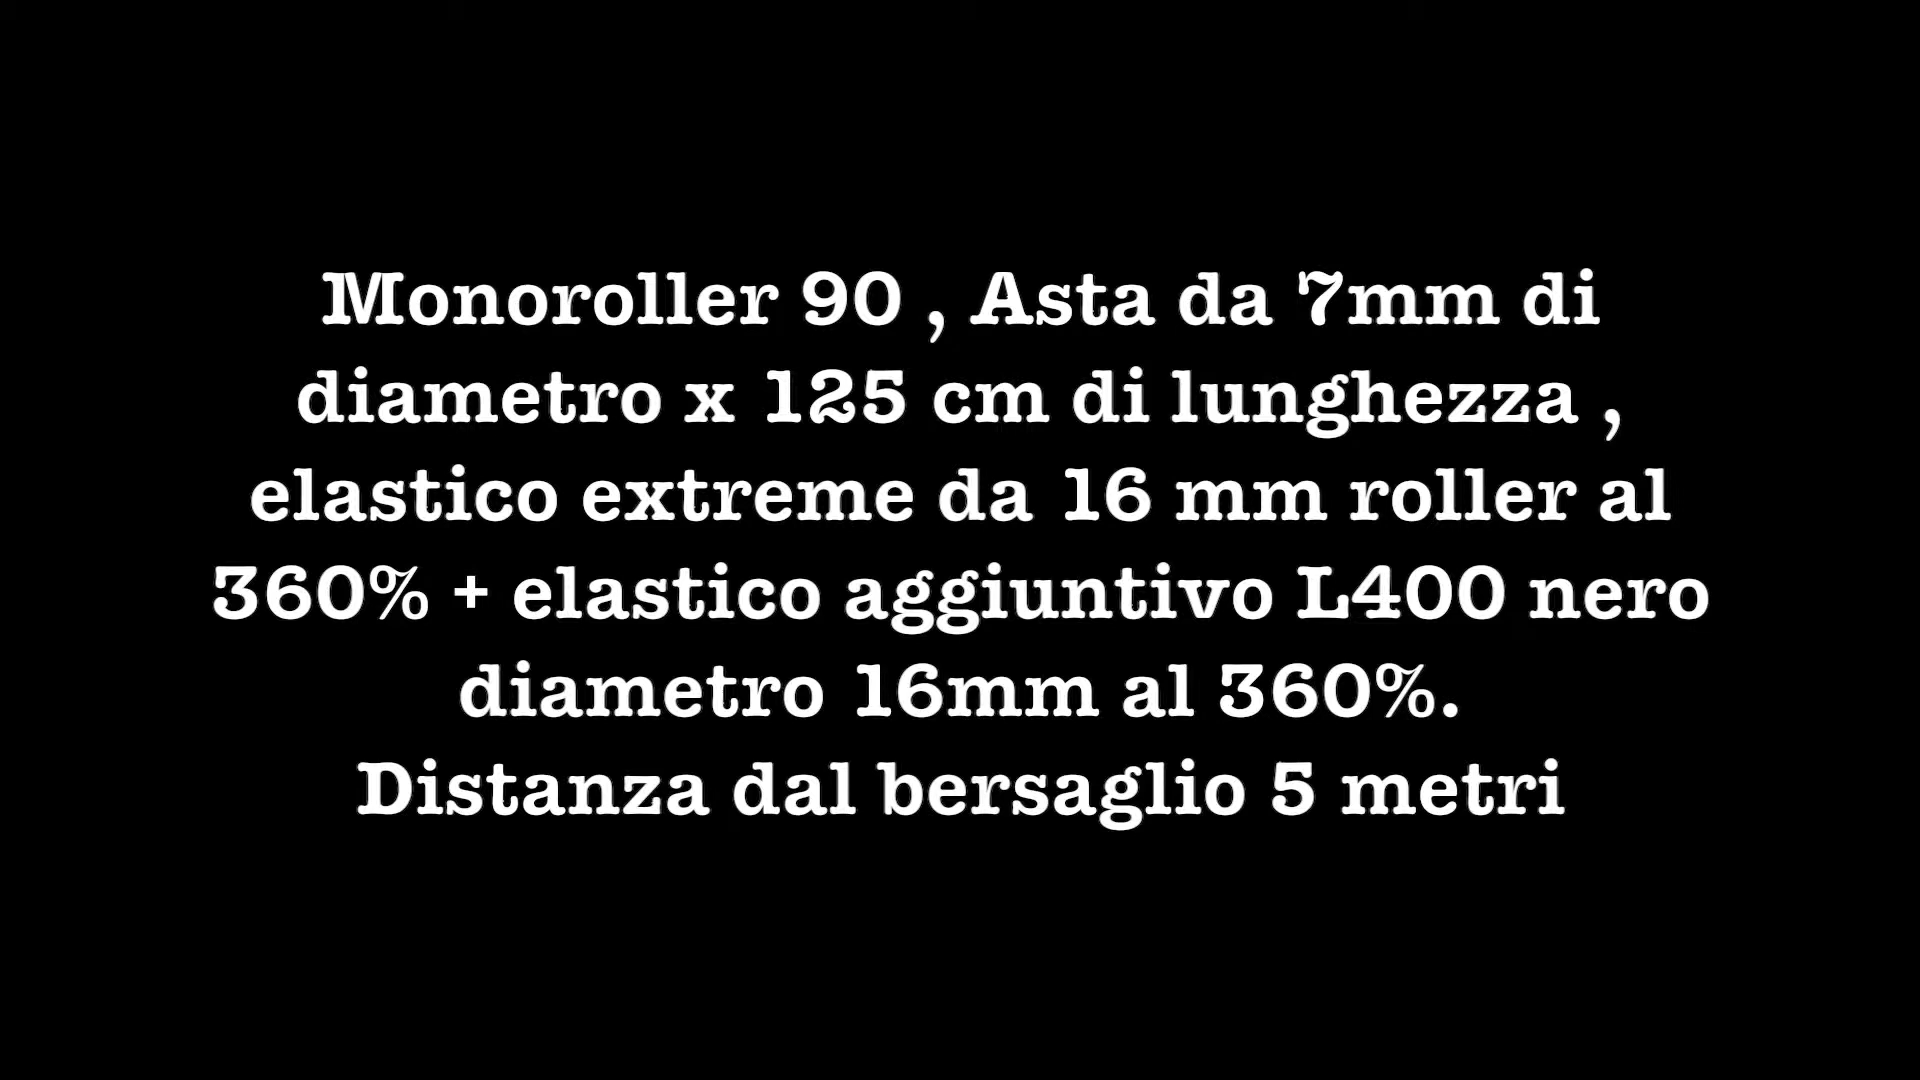 Monoroller 90 , Asta da 7mm di
diametro x 125 cm di lunghezza ,
elastico extreme da 16 mm roller al
360% + elastico aggiuntivo L400 nero
diametro 16mm al 360%.
Distanza dal bersaglio 5 metri